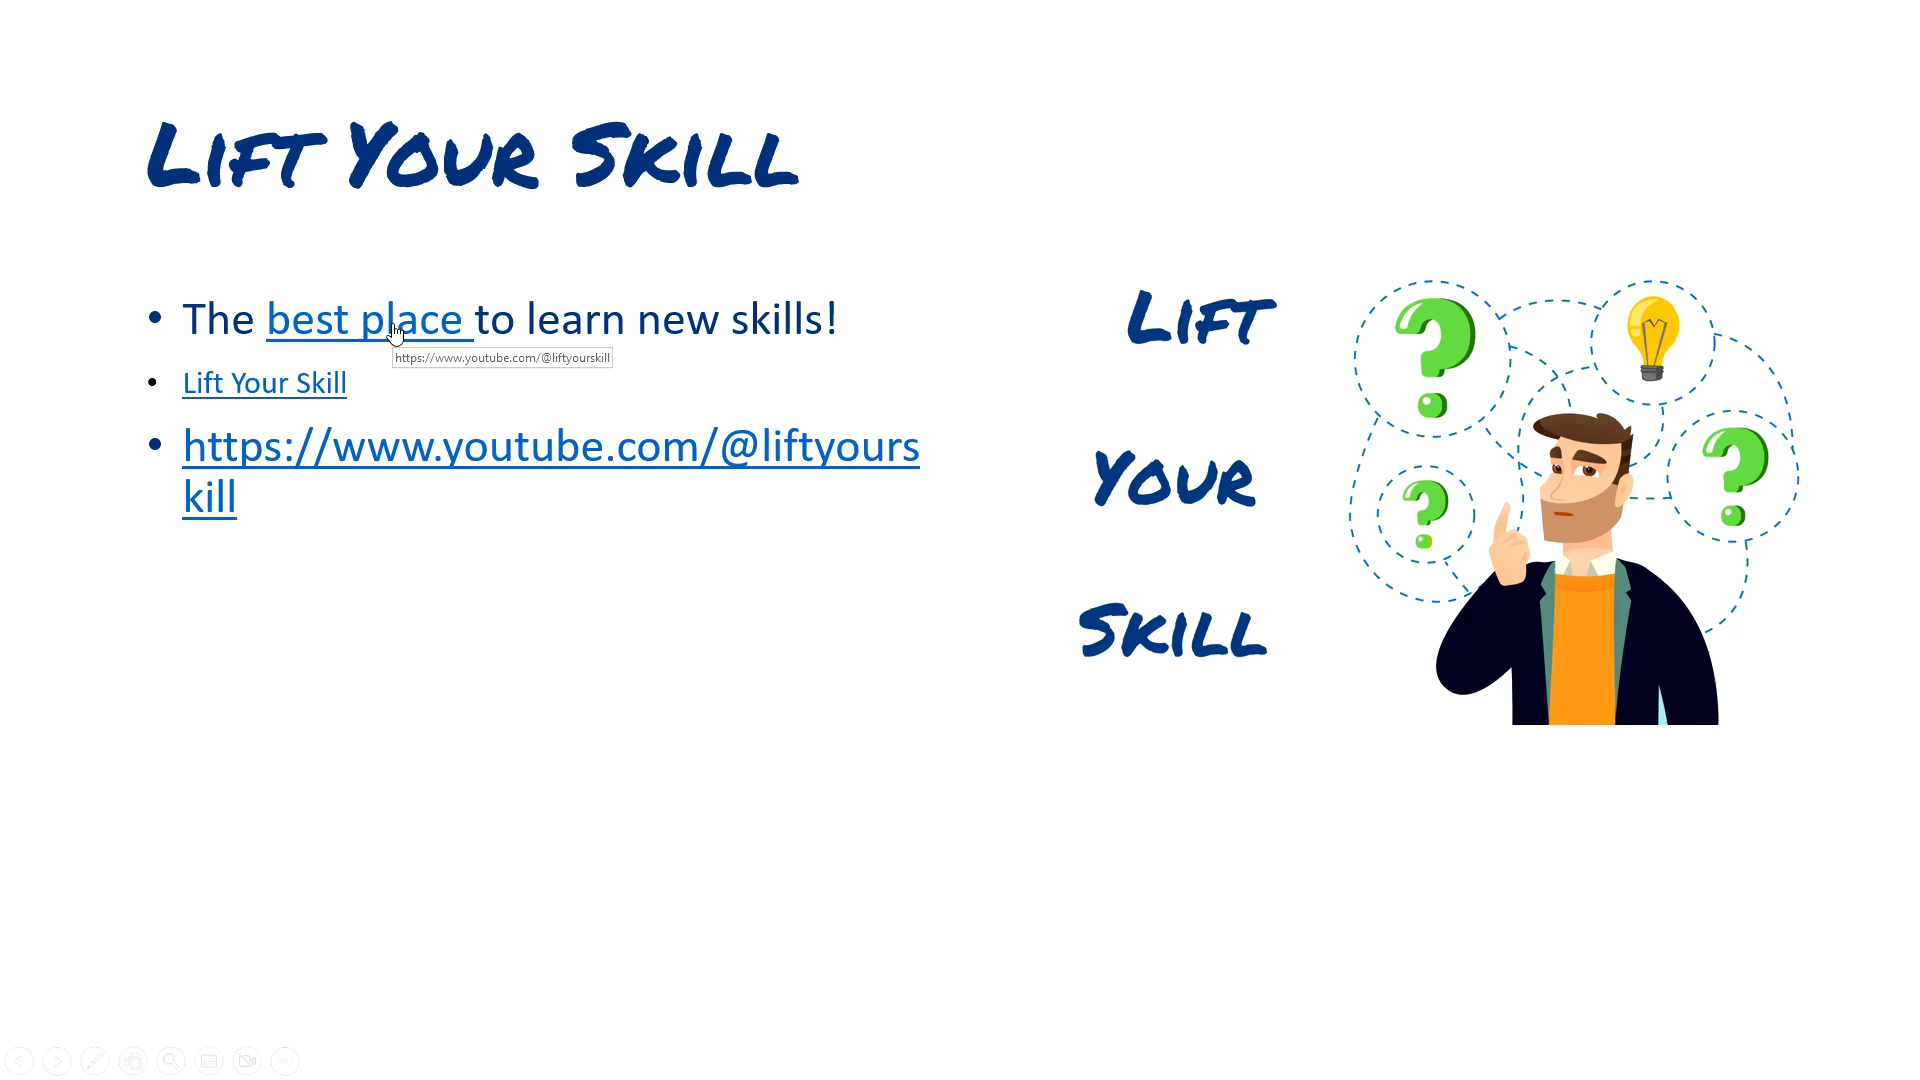 Lift Your Skill
• The best place to learn new skills!
https://www.youtube.com/@liftyourskill
• Lift Your Skill
• https://www.youtube.com/@liftyours
kill
Lift
Your
Skill